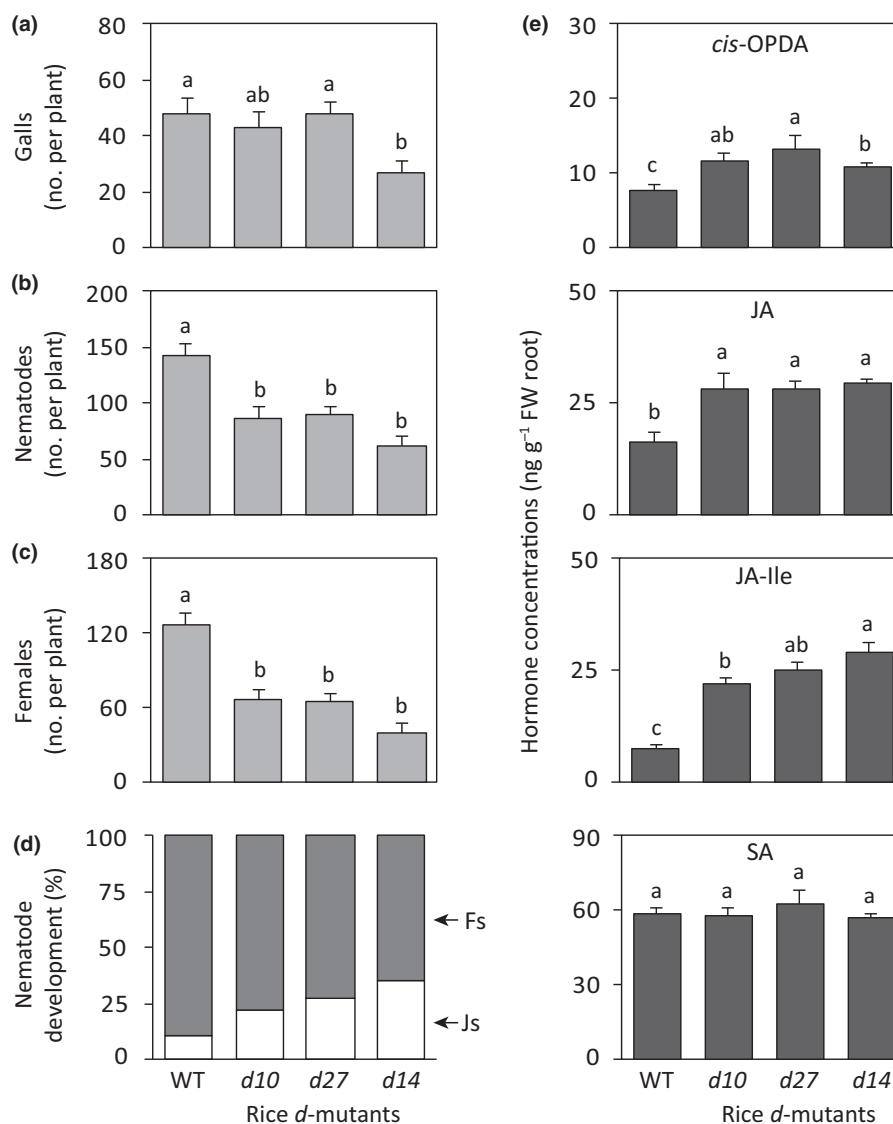 (a)
Galls
(no. per plant)
80
60
40
20
0
a
ab
a
b
(b)
Nematodes
(no. per plant)
200
150
100
50
0
a
b
b
b
(c)
Females
(no. per plant)
180
120
60
0
a
b
b
b
(d)
Nematode
development (%)
100
75
50
25
0
Fs
Js
WT d10 d27 d14
Rice d-mutants
(e)
Hormone concentrations (ng g⁻¹ FW root)
cis-OPDA
30
20
10
0
c
ab
a
b
JA
50
25
0
b
a
a
a
JA-Ile
50
25
0
c
b
ab
a
SA
90
60
30
0
a
a
a
a
WT d10 d27 d14
Rice d-mutants